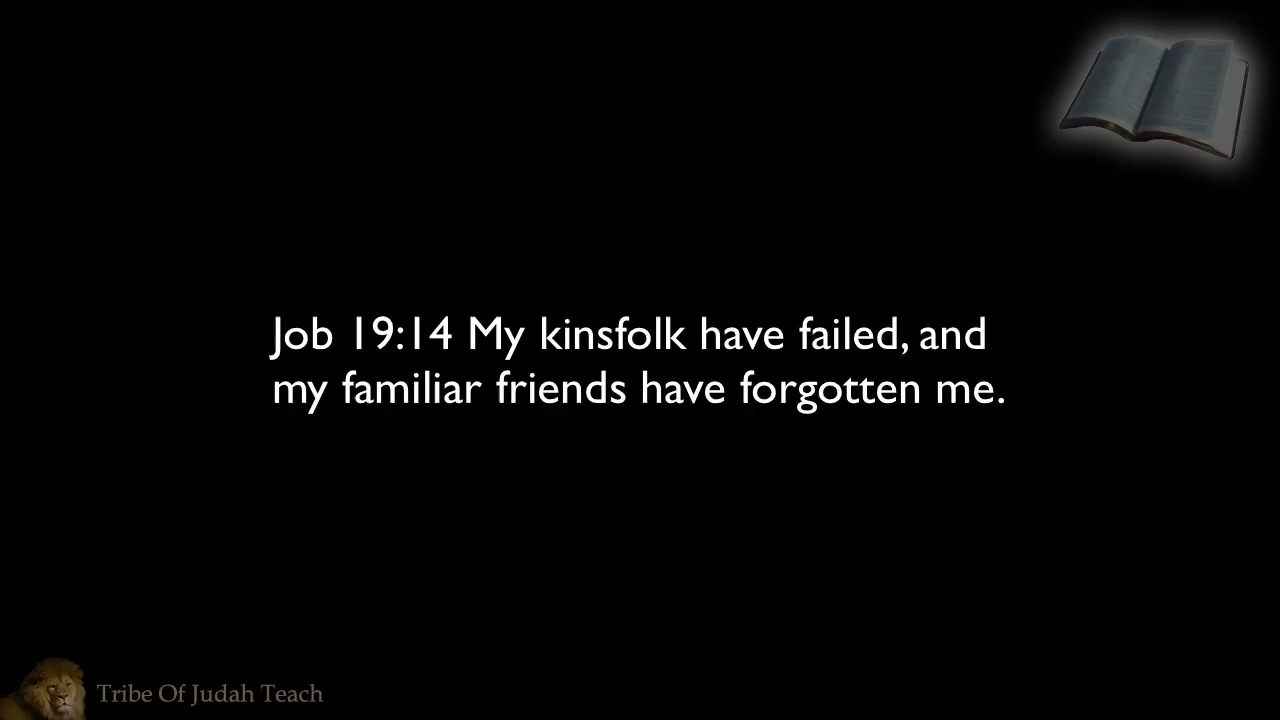 Job 19:14 My kinsfolk have failed, and
my familiar friends have forgotten me.
Tribe Of Judah Teach